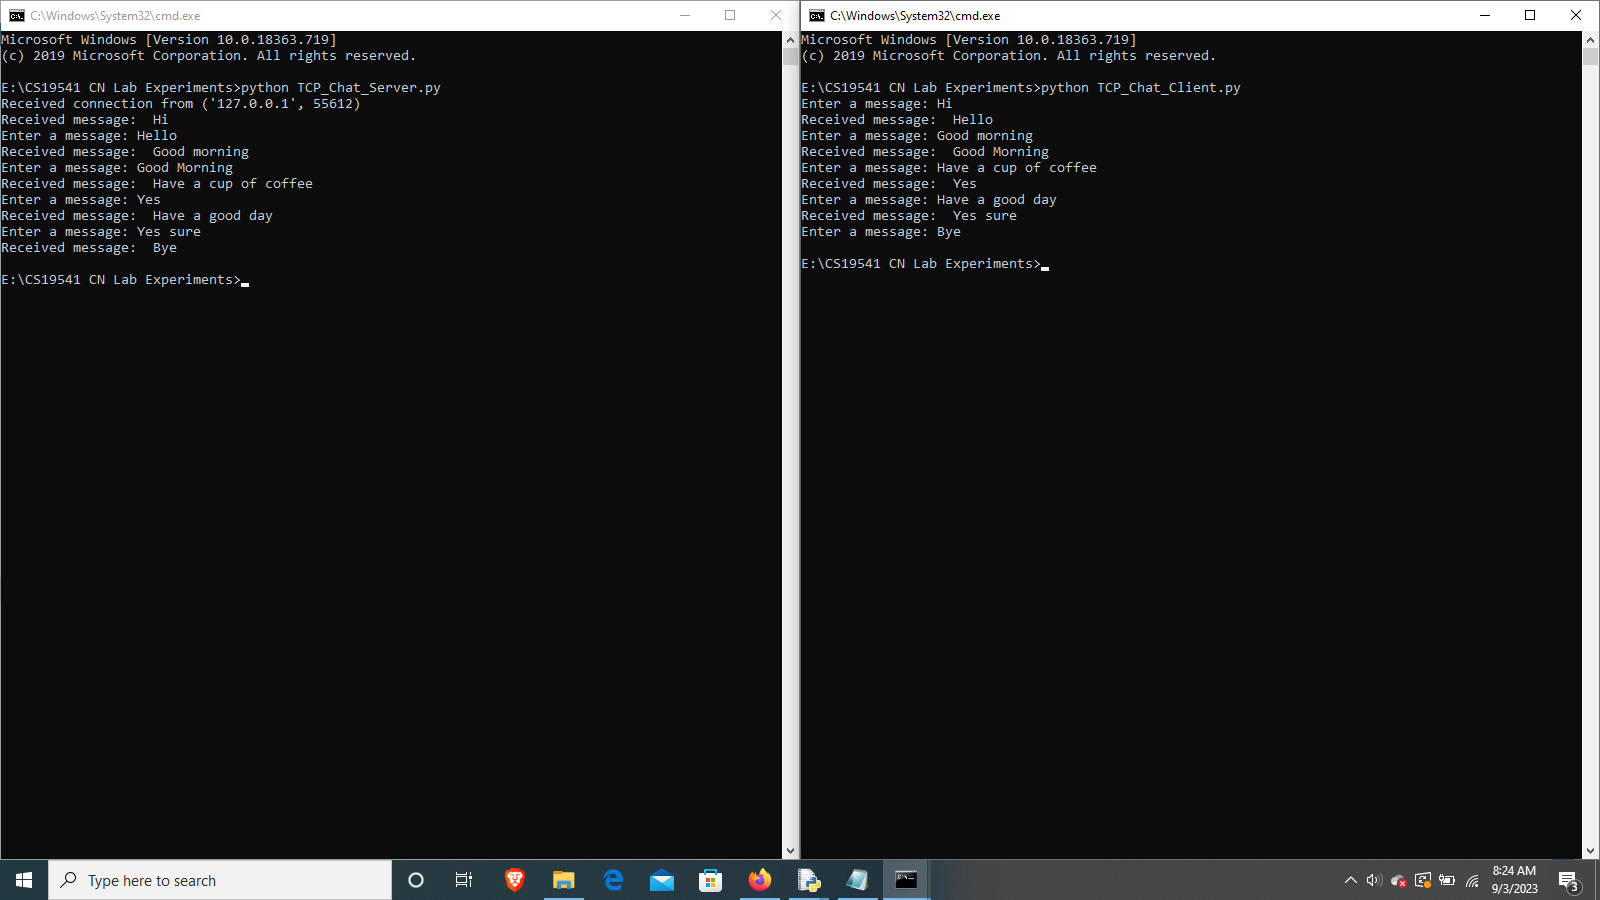 C:\Windows\System32\cmd.exe
Microsoft Windows [Version 10.0.18363.719]
(c) 2019 Microsoft Corporation. All rights reserved.
E:\CS19541 CN Lab Experiments>python TCP_Chat_Server.py
Received connection from ('127.0.0.1', 55612)
Received message:  Hi
Enter a message: Hello
Received message:  Good morning
Enter a message: Good Morning
Received message:  Have a cup of coffee
Enter a message: Yes
Received message:  Have a good day
Enter a message: Yes sure
Received message:  Bye
E:\CS19541 CN Lab Experiments>
C:\Windows\System32\cmd.exe
Microsoft Windows [Version 10.0.18363.719]
(c) 2019 Microsoft Corporation. All rights reserved.
E:\CS19541 CN Lab Experiments>python TCP_Chat_Client.py
Enter a message: Hi
Received message:  Hello
Enter a message: Good morning
Received message:  Good Morning
Enter a message: Have a cup of coffee
Received message:  Yes
Enter a message: Have a good day
Received message:  Yes sure
Enter a message: Bye
E:\CS19541 CN Lab Experiments>
Type here to search
8:24 AM
9/3/2023
3